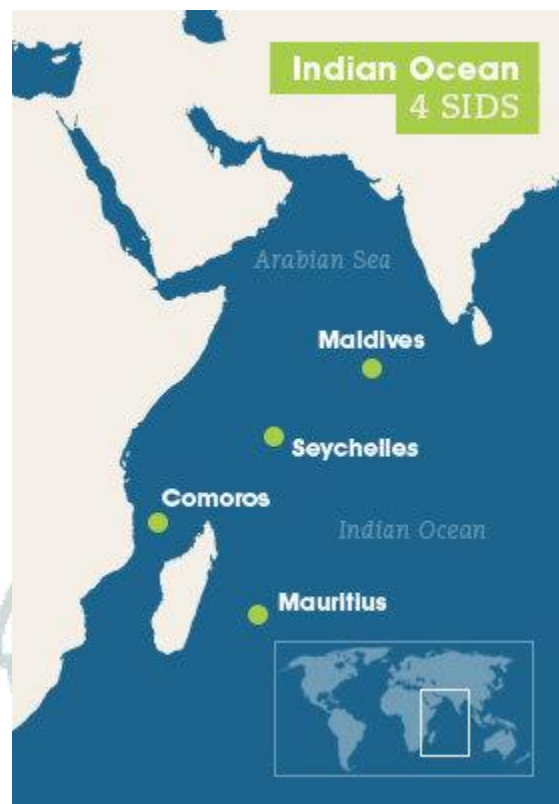 Indian Ocean
4 SIDS
Arabian Sea
Maldives
Seychelles
Comoros
Indian Ocean
Mauritius